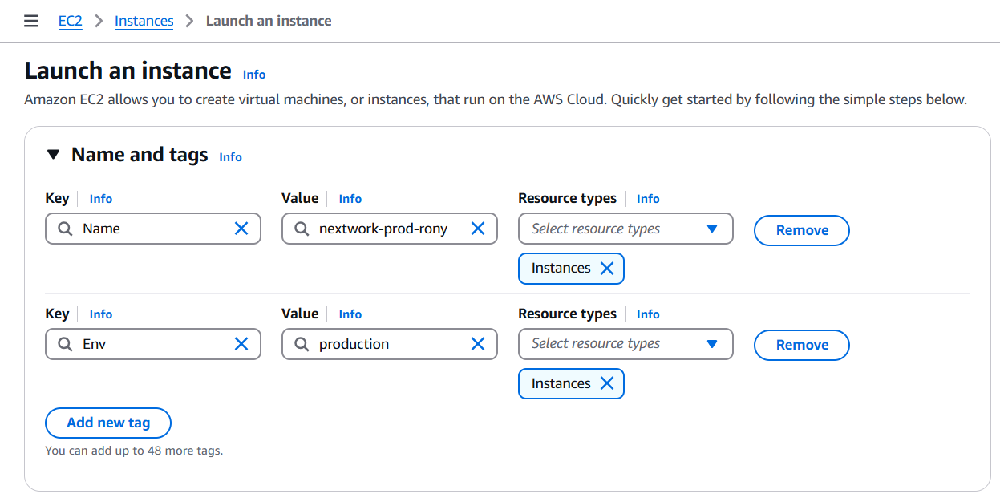 EC2 Instances Launch an instance
Launch an instance Info
Amazon EC2 allows you to create virtual machines, or instances, that run on the AWS Cloud. Quickly get started by following the simple steps below.
Name and tags Info
Key Info Value Info Resource types Info
Name nextwork-prod-rony Select resource types Remove
Instances
Key Info Value Info Resource types Info
Env production Select resource types Remove
Instances
Add new tag
You can add up to 48 more tags.